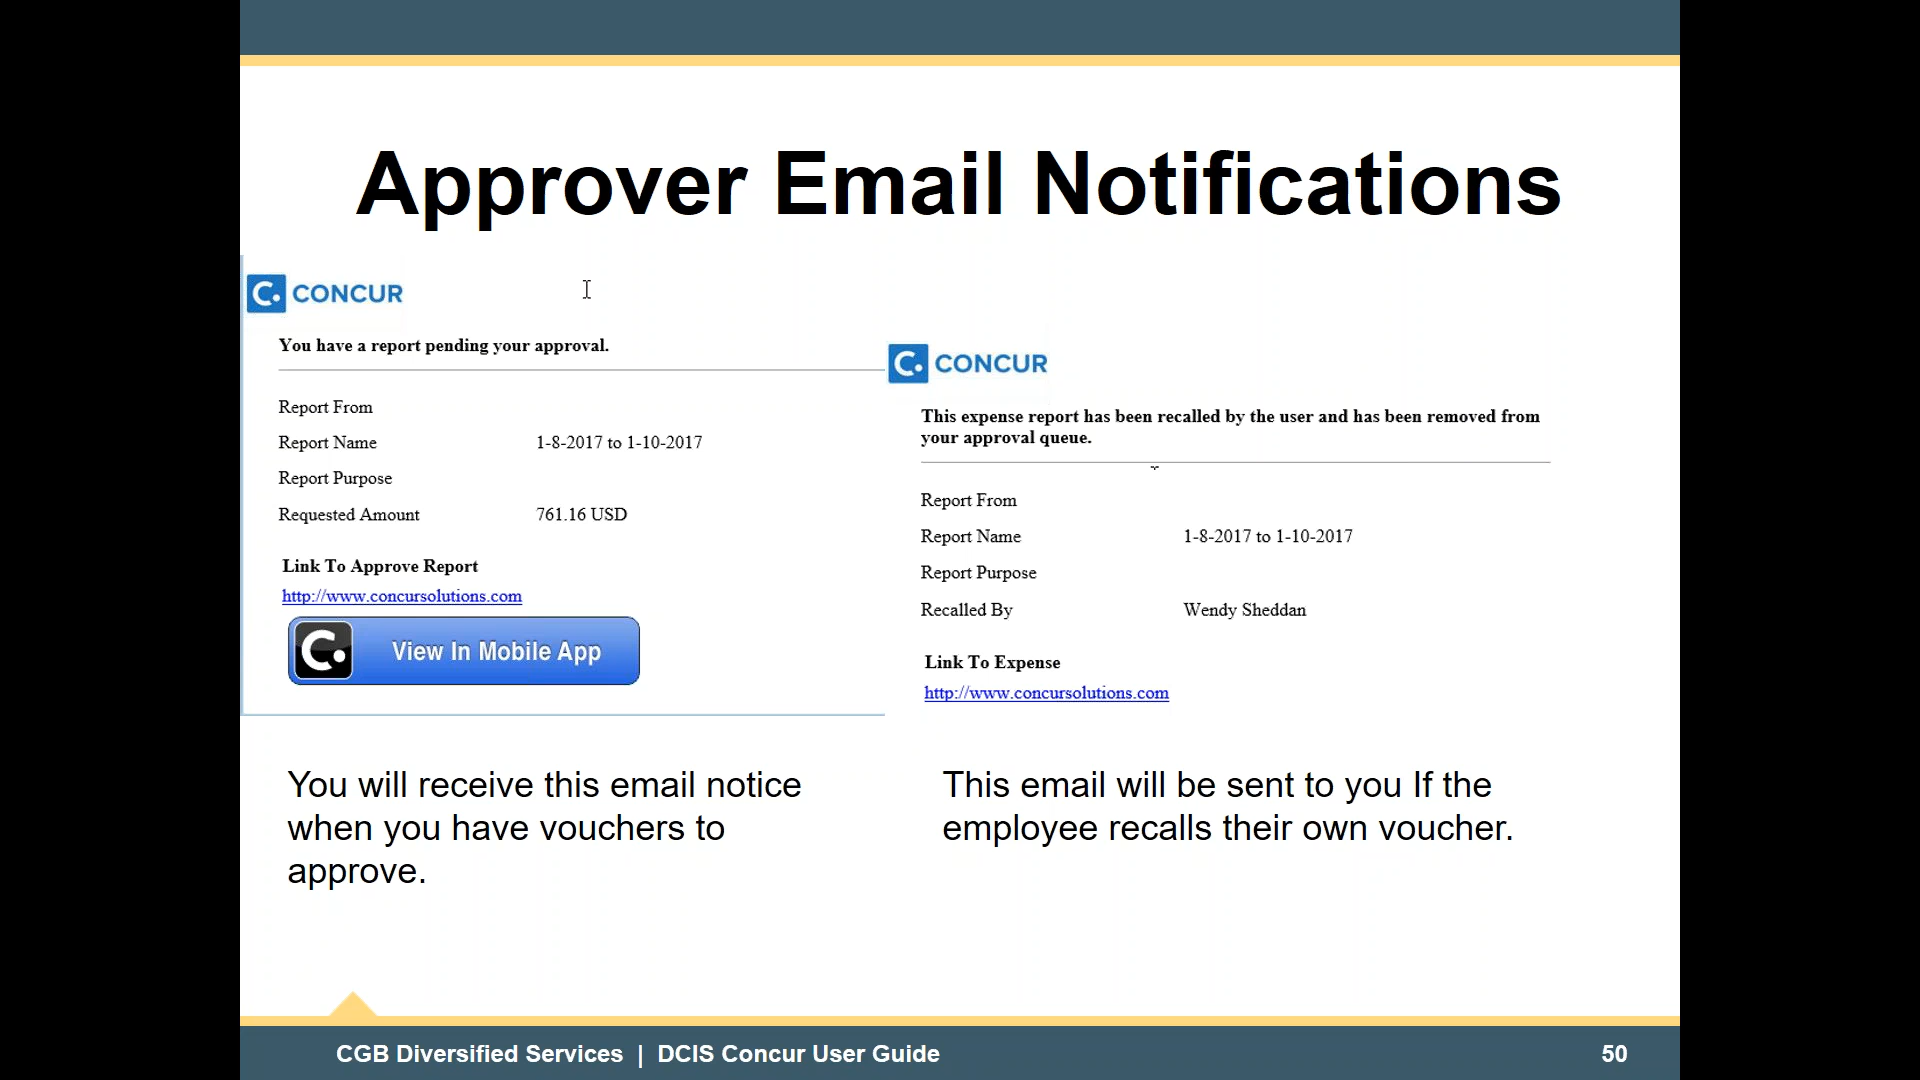 Approver Email Notifications
C. CONCUR
You have a report pending your approval.
Report From
Report Name 1-8-2017 to 1-10-2017
Report Purpose
Requested Amount 761.16 USD
Link To Approve Report
http://www.concursolutions.com
C. View In Mobile App
You will receive this email notice
when you have vouchers to
approve.
C. CONCUR
This expense report has been recalled by the user and has been removed from
your approval queue.
Report From
Report Name 1-8-2017 to 1-10-2017
Report Purpose
Recalled By Wendy Sheddan
Link To Expense
http://www.concursolutions.com
This email will be sent to you If the
employee recalls their own voucher.
CGB Diversified Services | DCIS Concur User Guide 50